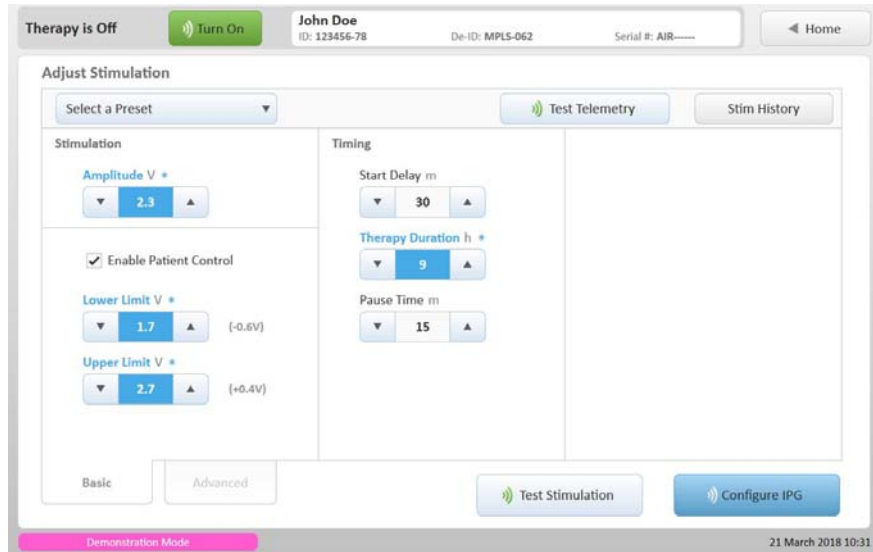 Therapy is Off
Turn On
John Doe
ID: 123456-78 De-ID: MPLS-062 Serial #: AIR------
Home
Adjust Stimulation
Select a Preset
Test Telemetry
Stim History
Stimulation
Amplitude V *
2.3
Enable Patient Control
Lower Limit V *
1.7 (-0.6V)
Upper Limit V *
2.7 (+0.4V)
Timing
Start Delay m
30
Therapy Duration h *
9
Pause Time m
15
Basic
Advanced
Test Stimulation
Configure IPG
Demonstration Mode
21 March 2018 10:31